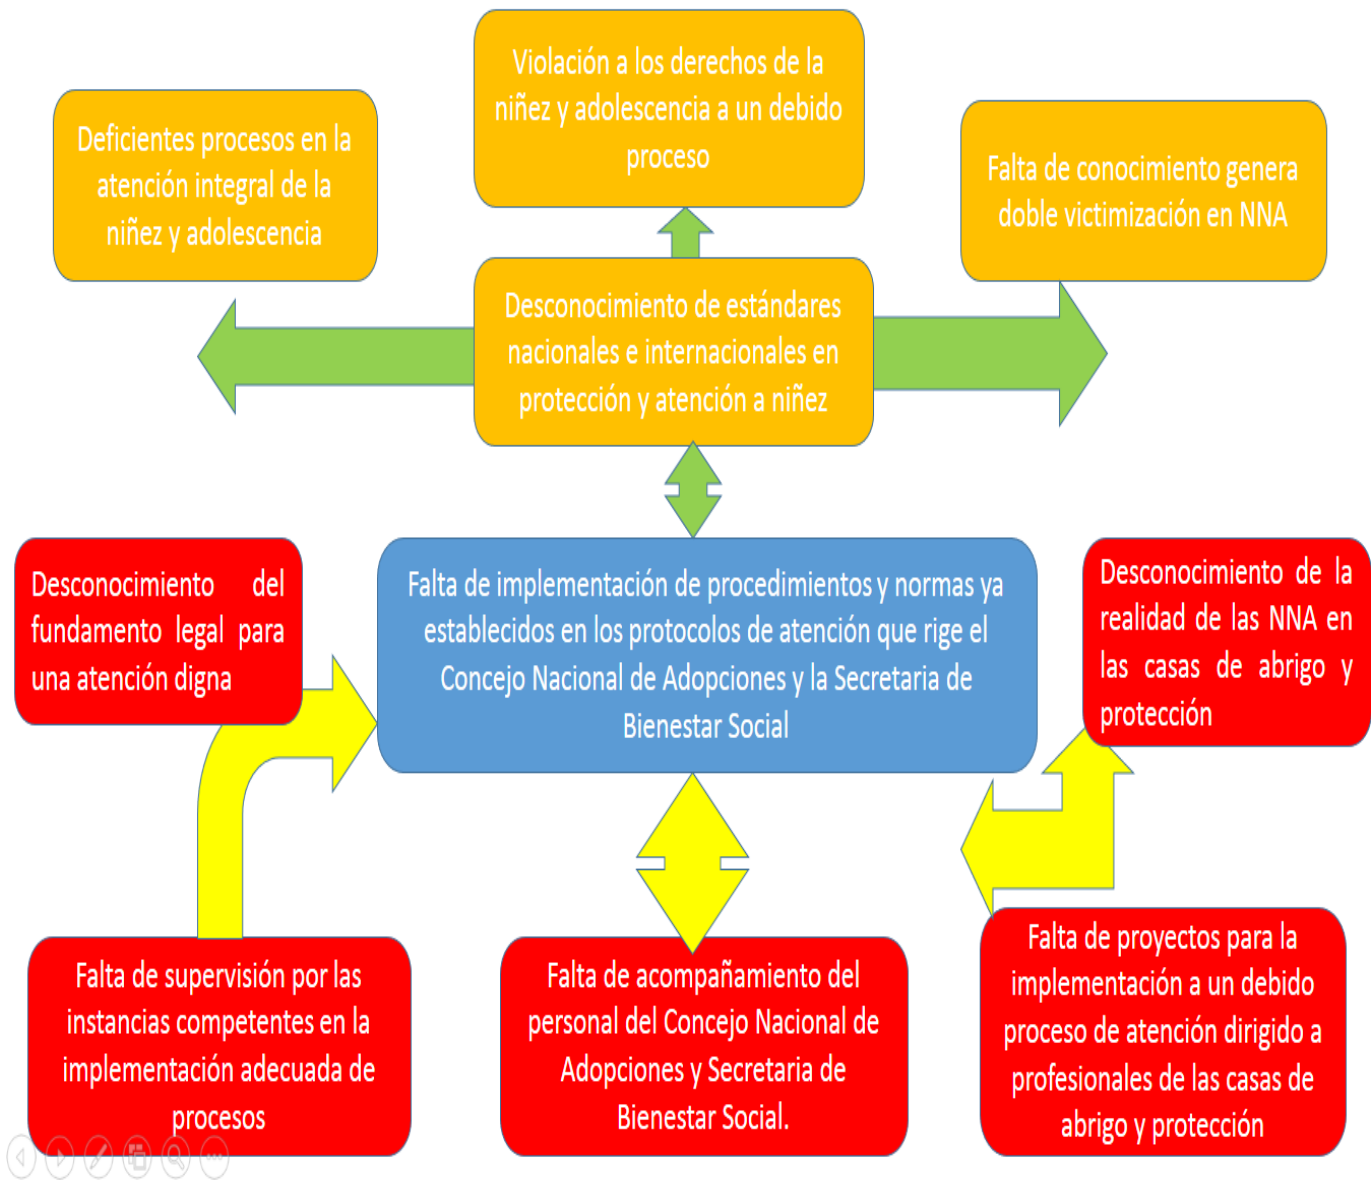 Violación a los derechos de la
niñez y adolescencia a un debido
proceso
Deficientes procesos en la
atención integral de la
niñez y adolescencia
Falta de conocimiento genera
doble victimización en NNA
Desconocimiento de estándares
nacionales e internacionales en
protección y atención a niñez
Desconocimiento del
fundamento legal para
una atención digna
Falta de implementación de procedimientos y normas ya
establecidos en los protocolos de atención que rige el
Concejo Nacional de Adopciones y la Secretaria de
Bienestar Social
Desconocimiento de la
realidad de las NNA en
las casas de abrigo y
protección
Falta de supervisión por las
instancias competentes en la
implementación adecuada de
procesos
Falta de acompañamiento del
personal del Concejo Nacional de
Adopciones y Secretaria de
Bienestar Social.
Falta de proyectos para la
implementación a un debido
proceso de atención dirigido a
profesionales de las casas de
abrigo y protección